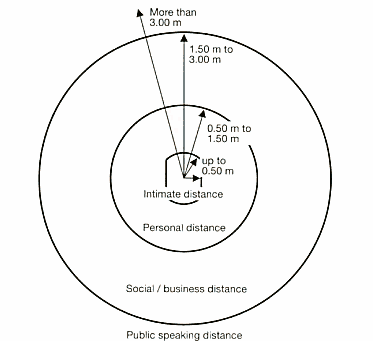 More than
3.00 m
1.50 m to
3.00 m
0.50 m to
1.50 m
up to
0.50 m
Intimate distance
Personal distance
Social / business distance
Public speaking distance